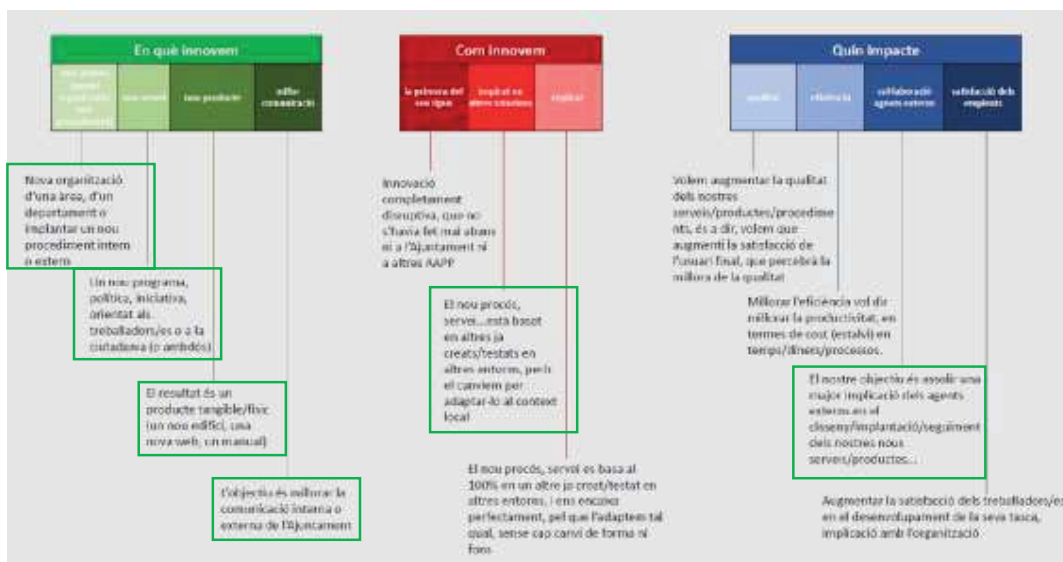 En què innovem
nou servei
nou producte
millor
comunicació
Nova organització
d'una àrea, d'un
departament o
implantar un nou
procediment intern
o extern
Un nou programa,
política, iniciativa,
orientat als
treballadors/es o a la
ciutadania (o ambdós)
El resultat és un
producte tangible/físic
(un nou edifici, una
nova web, un manual)
L'objectiu és millorar la
comunicació interna o
externa de l'Ajuntament
Com innovem
la primera del
seu tipus
inspirat en
altres solucions
Innovació
completament
disruptiva, que no
s'havia fet mai abans
ni a l'Ajuntament ni
a altres AAPP
El nou procés,
servei...està basat
en altres ja
creats/testats en
altres entorns, però
el canviem per
adaptar-lo al context
local
El nou procés, servei es basa al
100% en un altre ja creat/testat en
altres entorns, i ens encaixa
perfectament, pel que l'adaptem tal
qual, sense cap canvi de forma ni
fons
Quin impacte
qualitat
eficiència
col·laboració
agents externs
satisfacció dels
empleats
Volem augmentar la qualitat
dels nostres
serveis/productes/procedime
nts, és a dir, volem que
augmenti la satisfacció de
l'usuari final, que percebrà la
millora de la qualitat
Millorar l'eficiència vol dir
millorar la productivitat, en
termes de cost (estalvi) en
temps/diners/processos.
El nostre objectiu és assolir una
major implicació dels agents
externs en el
disseny/implantació/seguiment
dels nostres nous
serveis/productes...
Augmentar la satisfacció dels treballadors/es
en el desenvolupament de la seva tasca,
implicació amb l'organització